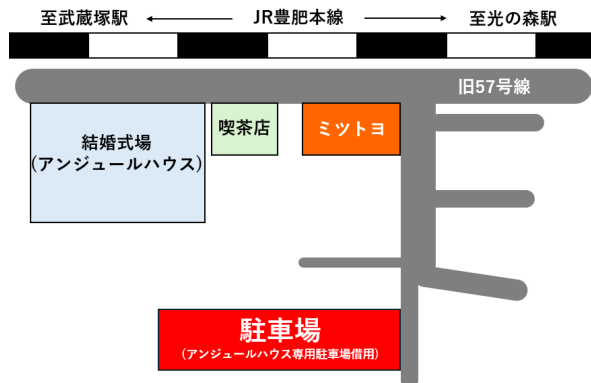 至武蔵塚駅 JR豊肥本線 至光の森駅
旧57号線
結婚式場
(アンジュールハウス)
喫茶店
ミツトヨ
駐車場
(アンジュールハウス専用駐車場借用)